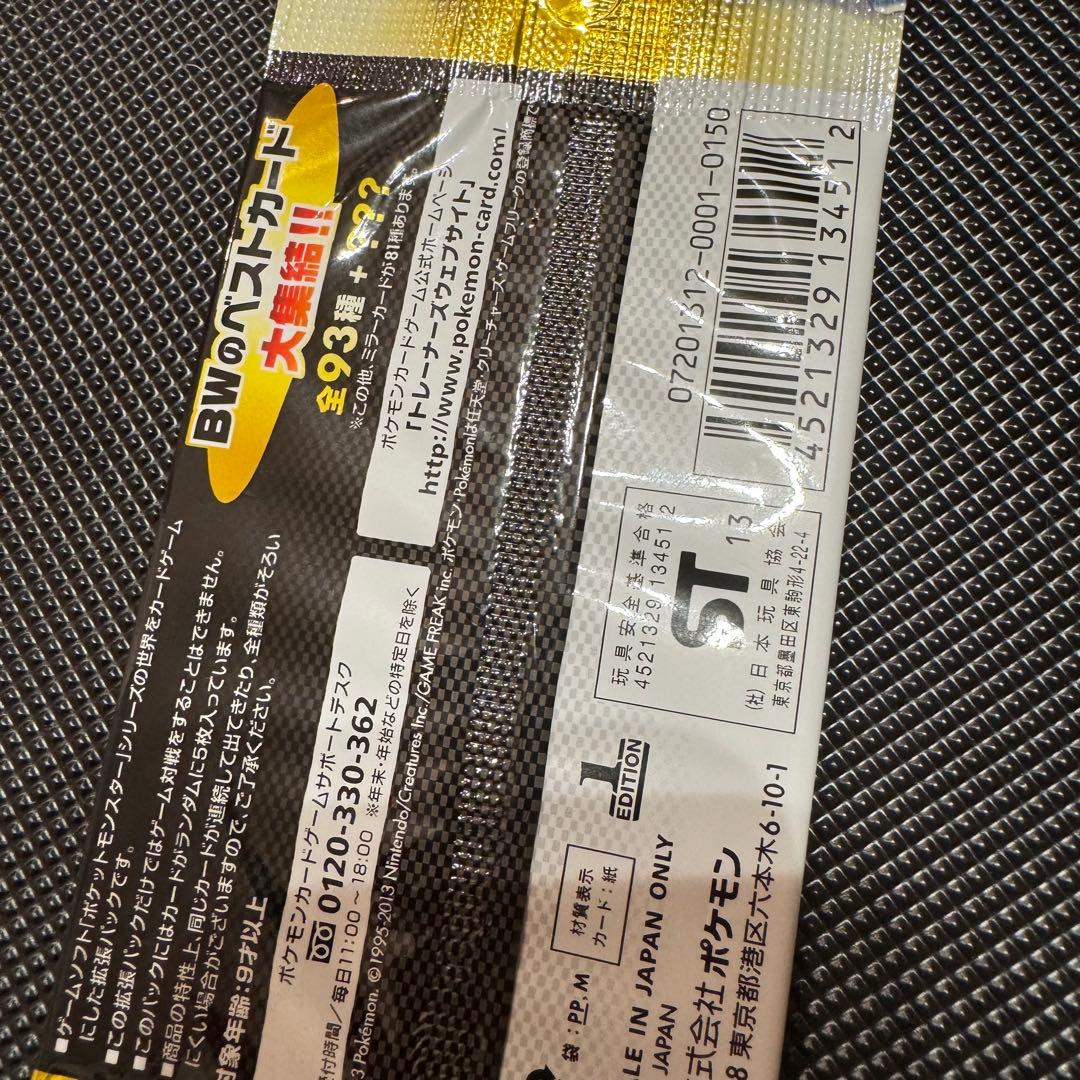 BWのベストカード
大集結!!
全93種+???
※この他、ミラーカードが81種あります。
■ゲームソフト「ポケットモンスター」シリーズの世界をカードゲーム
にした拡張パックです。
■この拡張パックだけではゲーム対戦をすることはできません。
■このパックにはカードがランダムに5枚入っています。
■商品の特性上、同じカードが連続して出てきたり、全種類がそろい
にくい場合がございますので、ご了承ください。
対象年齢:9才以上
ポケモンカードゲーム公式ホームページ
「トレーナーズウェブサイト」
http://www.pokemon-card.com/
ポケモンカードゲームサポートデスク
0120-330-362
受付時間/毎日11:00~18:00 ※年末・年始などの特定日を除く
3 Pokémon. ©1995-2013 Nintendo/Creatures Inc./GAME FREAK inc. ポケモン・Pokémonは任天堂・クリーチャーズ・ゲームフリークの登録商標で
07201312-0001-0150
4521329134512
玩具安全基準合格
4521329134512
ST 13
(社)日本玩具協会
東京都墨田区東駒形4-22-4
1
EDITION
材質表示
カード:紙
袋:PP, M
LE IN JAPAN ONLY
JAPAN
式会社ポケモン
8 東京都港区六本木6-10-1